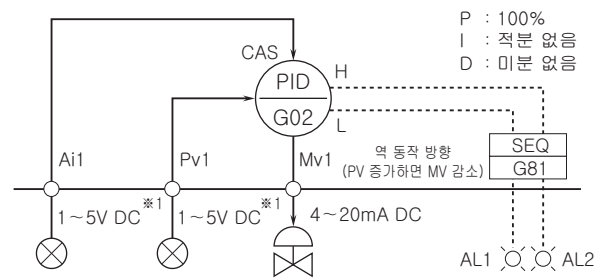 P : 100%
I : 적분 없음
D : 미분 없음
CAS
PID
G02
H
L
Ai1
Pv1
Mv1
역 동작 방향
(PV 증가하면 MV 감소)
SEQ
G81
1~5V DC ※1
1~5V DC ※1
4~20mA DC
AL1
AL2